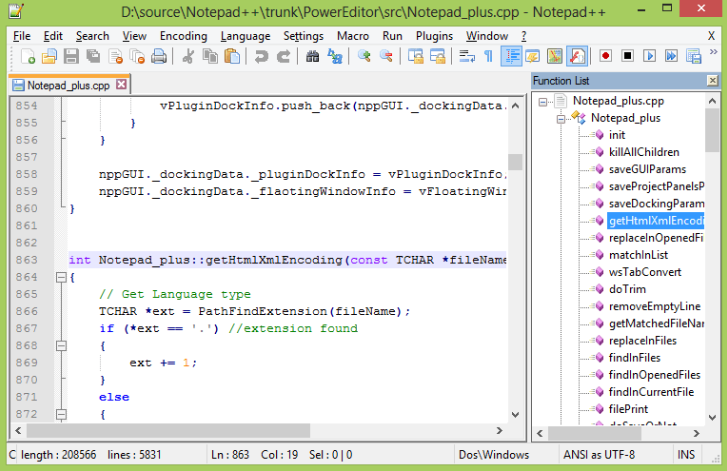 D:\source\Notepad++\trunk\PowerEditor\src\Notepad_plus.cpp - Notepad++
File Edit Search View Encoding Language Settings Macro Run Plugins Window ? X
Notepad_plus.cpp
854 vPluginDockInfo.push_back(nppGUI._dockingData.
855 }
856 }
857
858 nppGUI._dockingData._pluginDockInfo = vPluginDockInfo.
859 nppGUI._dockingData._flaotingWindowInfo = vFloatingWin
860 }
861
862
863 int Notepad_plus::getHtmlXmlEncoding(const TCHAR *fileName
864 {
865 // Get Language type
866 TCHAR *ext = PathFindExtension(fileName);
867 if (*ext == '.') //extension found
868 {
869 ext += 1;
870 }
871 else
872 {
Function List
Notepad_plus.cpp
Notepad_plus
init
killAllChildren
saveGUIParams
saveProjectPanelsP
saveDockingParam
getHtmlXmlEncodi
replaceInOpenedFi
matchInList
wsTabConvert
doTrim
removeEmptyLine
getMatchedFileNar
replaceInFiles
findInFiles
findInOpenedFiles
findInCurrentFile
filePrint
C length : 208566 lines : 5831 Ln : 863 Col : 19 Sel : 0 | 0 Dos\Windows ANSI as UTF-8 INS